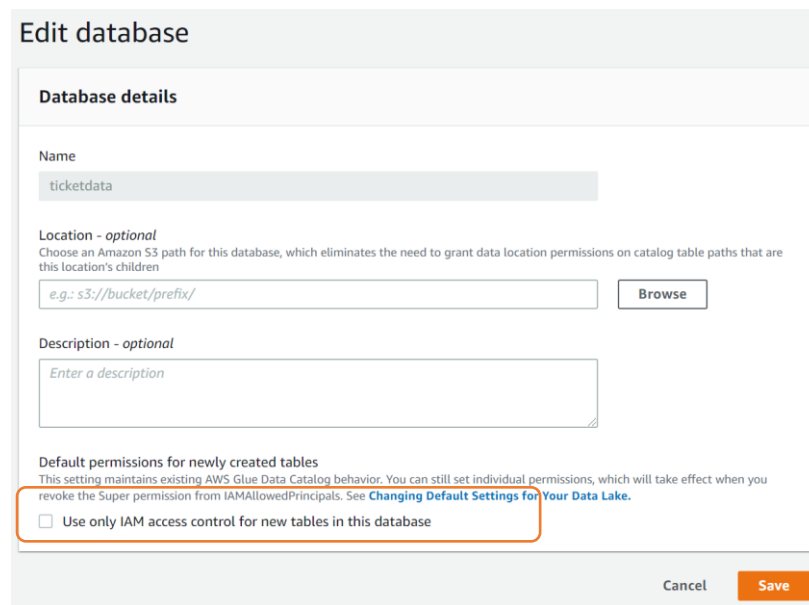 Edit database
Database details
Name
ticketdata
Location - optional
Choose an Amazon S3 path for this database, which eliminates the need to grant data location permissions on catalog table paths that are
this location's children
e.g.: s3://bucket/prefix/
Browse
Description - optional
Enter a description
Default permissions for newly created tables
This setting maintains existing AWS Glue Data Catalog behavior. You can still set individual permissions, which will take effect when you
revoke the Super permission from IAMAllowedPrincipals. See Changing Default Settings for Your Data Lake.
Use only IAM access control for new tables in this database
Cancel
Save